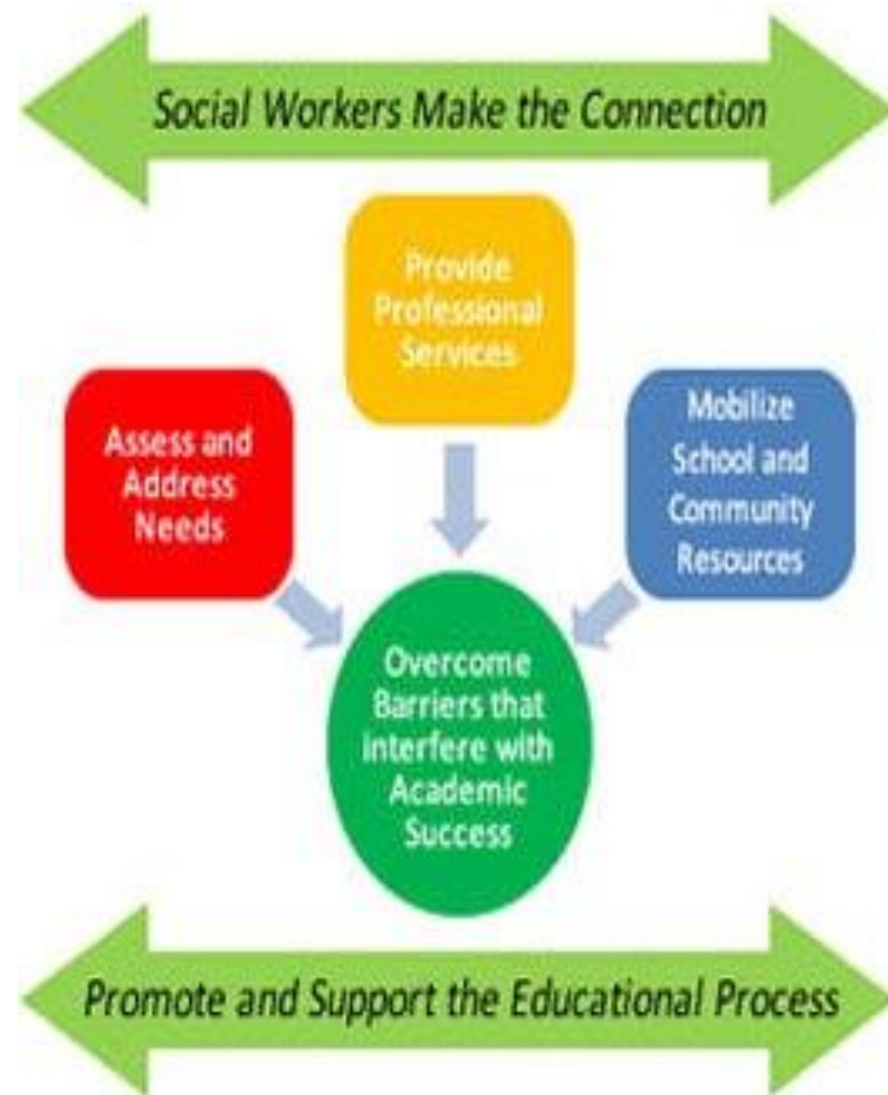 Social Workers Make the Connection
Provide
Professional
Services
Assess and
Address
Needs
Mobilize
School and
Community
Resources
Overcome
Barriers that
interfere with
Academic
Success
Promote and Support the Educational Process